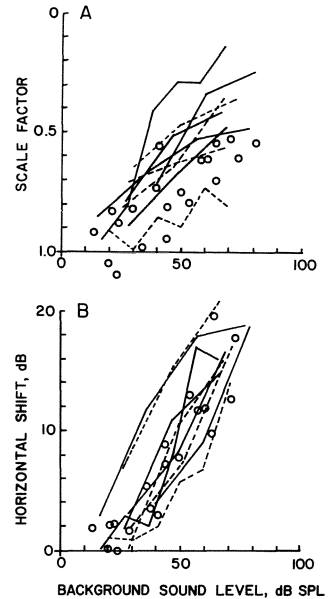 A
0
SCALE FACTOR
0.5
1.0
0
50
100
B
20
HORIZONTAL SHIFT, dB
10
0
0
50
100
BACKGROUND SOUND LEVEL, dB SPL